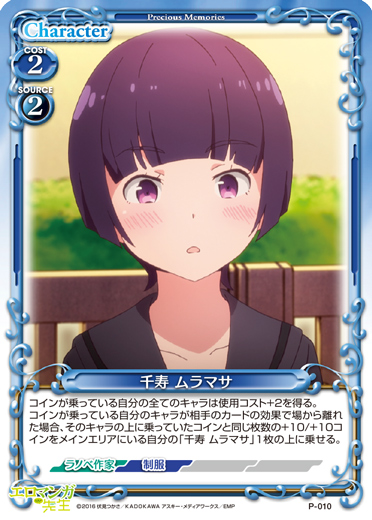 Precious Memories
Character
COST
2
SOURCE
2
千寿 ムラマサ
コインが乗っている自分の全てのキャラは使用コスト+2を得る。
コインが乗っている自分のキャラが相手のカードの効果で場から離れ
た場合、そのキャラの上に乗っていたコインと同じ枚数の+10/+10コ
インをメインエリアにいる自分の「千寿 ムラマサ」1枚の上に乗せる。
ラノベ作家
制服
エロマンガ
先生
©2016 伏見つかさ/KADOKAWA アスキー・メディアワークス/EMP
P-010